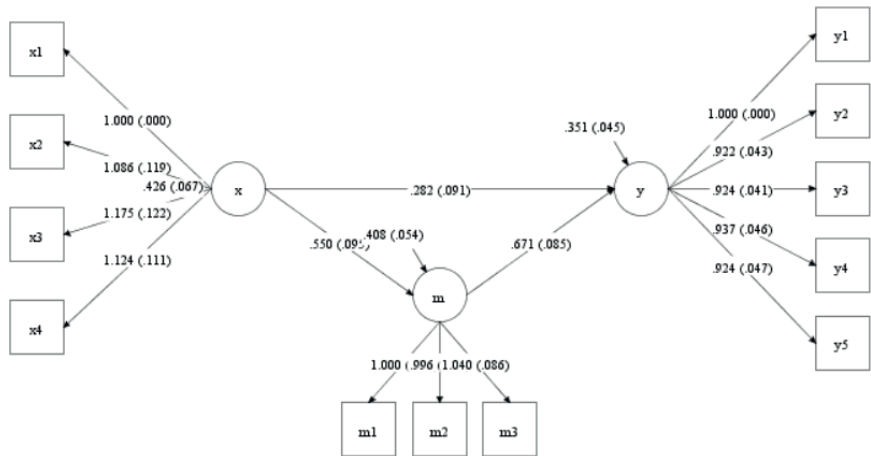 x1
y1
1.000 (.000)
1.000 (.000)
y2
.351 (.045)
x2
.922 (.043)
1.086 (.119)
.426 (.067)
x
.282 (.091)
y
.924 (.041)
y3
x3
1.175 (.122)
.937 (.046)
.550 (.095)
.408 (.054)
.671 (.085)
1.124 (.111)
.924 (.047)
y4
m
x4
y5
1.000 (
.996 (
1.040 (.086)
m1
m2
m3